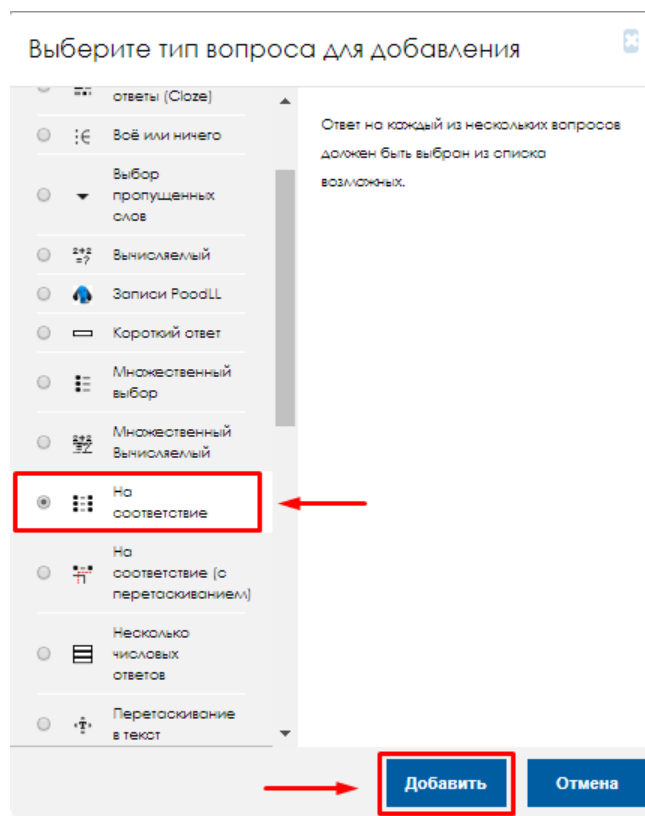 Выберите тип вопроса для добавления
ответы (Cloze)
Всё или ничего
Выбор
пропущенных
слов
2+2
=?
Вычисляемый
Записи PoodLL
Короткий ответ
Множественный
выбор
Множественный
Вычисляемый
На
соответствие
На
соответствие (с
перетаскиванием)
Несколько
числовых
ответов
Перетаскивание
в текст
Ответ на каждый из нескольких вопросов
должен быть выбран из списка
возможных.
Добавить
Отмена